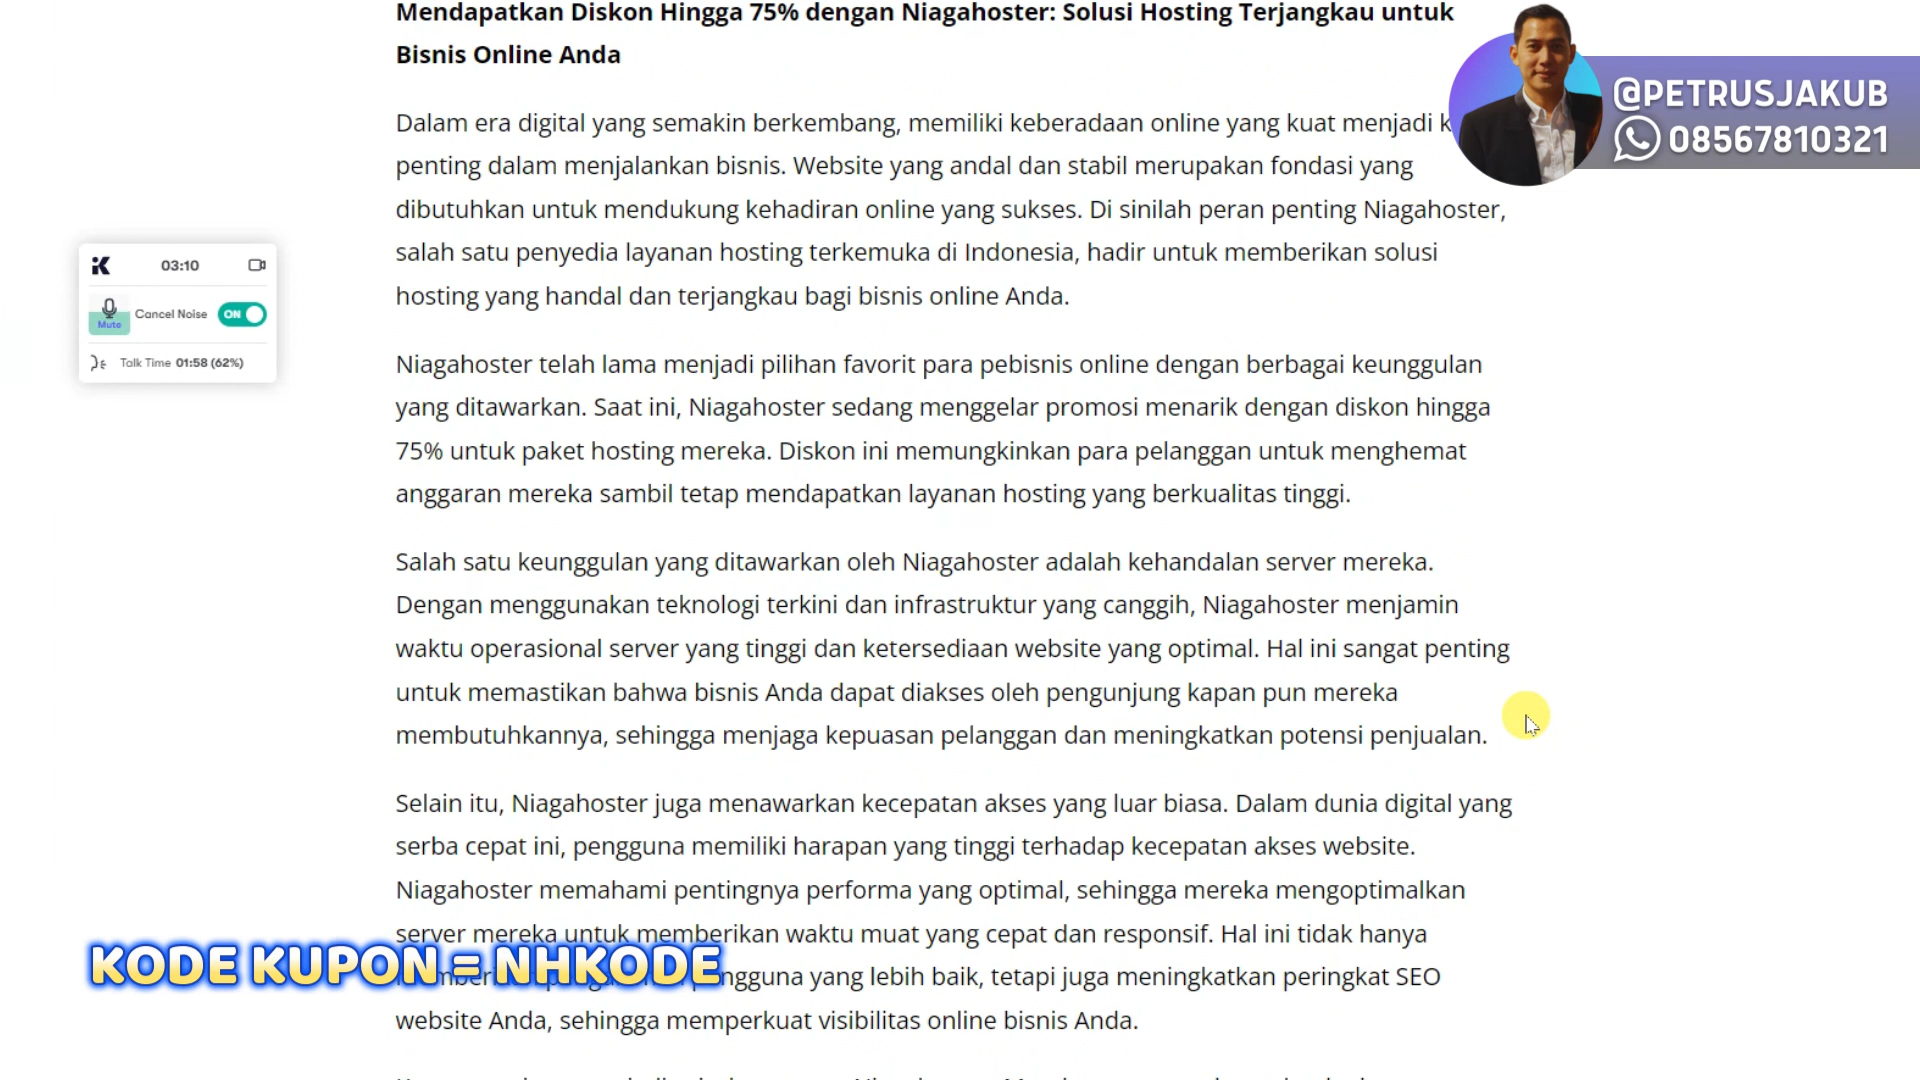 Mendapatkan Diskon Hingga 75% dengan Niagahoster: Solusi Hosting Terjangkau untuk
Bisnis Online Anda
@PETRUSJAKUB
08567810321
Dalam era digital yang semakin berkembang, memiliki keberadaan online yang kuat menjadi
penting dalam menjalankan bisnis. Website yang andal dan stabil merupakan fondasi yang
dibutuhkan untuk mendukung kehadiran online yang sukses. Di sinilah peran penting Niagahoster,
salah satu penyedia layanan hosting terkemuka di Indonesia, hadir untuk memberikan solusi
hosting yang handal dan terjangkau bagi bisnis online Anda.
03:10
Mute
Cancel Noise ON
Talk Time 01:58 (62%)
Niagahoster telah lama menjadi pilihan favorit para pebisnis online dengan berbagai keunggulan
yang ditawarkan. Saat ini, Niagahoster sedang menggelar promosi menarik dengan diskon hingga
75% untuk paket hosting mereka. Diskon ini memungkinkan para pelanggan untuk menghemat
anggaran mereka sambil tetap mendapatkan layanan hosting yang berkualitas tinggi.
Salah satu keunggulan yang ditawarkan oleh Niagahoster adalah kehandalan server mereka.
Dengan menggunakan teknologi terkini dan infrastruktur yang canggih, Niagahoster menjamin
waktu operasional server yang tinggi dan ketersediaan website yang optimal. Hal ini sangat penting
untuk memastikan bahwa bisnis Anda dapat diakses oleh pengunjung kapan pun mereka
membutuhkannya, sehingga menjaga kepuasan pelanggan dan meningkatkan potensi penjualan.
Selain itu, Niagahoster juga menawarkan kecepatan akses yang luar biasa. Dalam dunia digital yang
serba cepat ini, pengguna memiliki harapan yang tinggi terhadap kecepatan akses website.
Niagahoster memahami pentingnya performa yang optimal, sehingga mereka mengoptimalkan
server mereka untuk memberikan waktu muat yang cepat dan responsif. Hal ini tidak hanya
KODE KUPON = NHKODE
yang lebih baik, tetapi juga meningkatkan peringkat SEO
website Anda, sehingga memperkuat visibilitas online bisnis Anda.